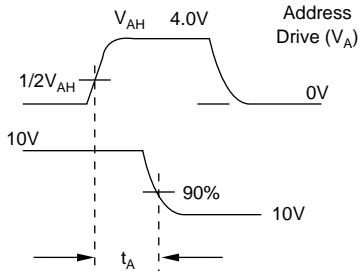 V_AH 4.0V Address
Drive (V_A)
1/2V_AH
0V
10V
90%
10V
t_A